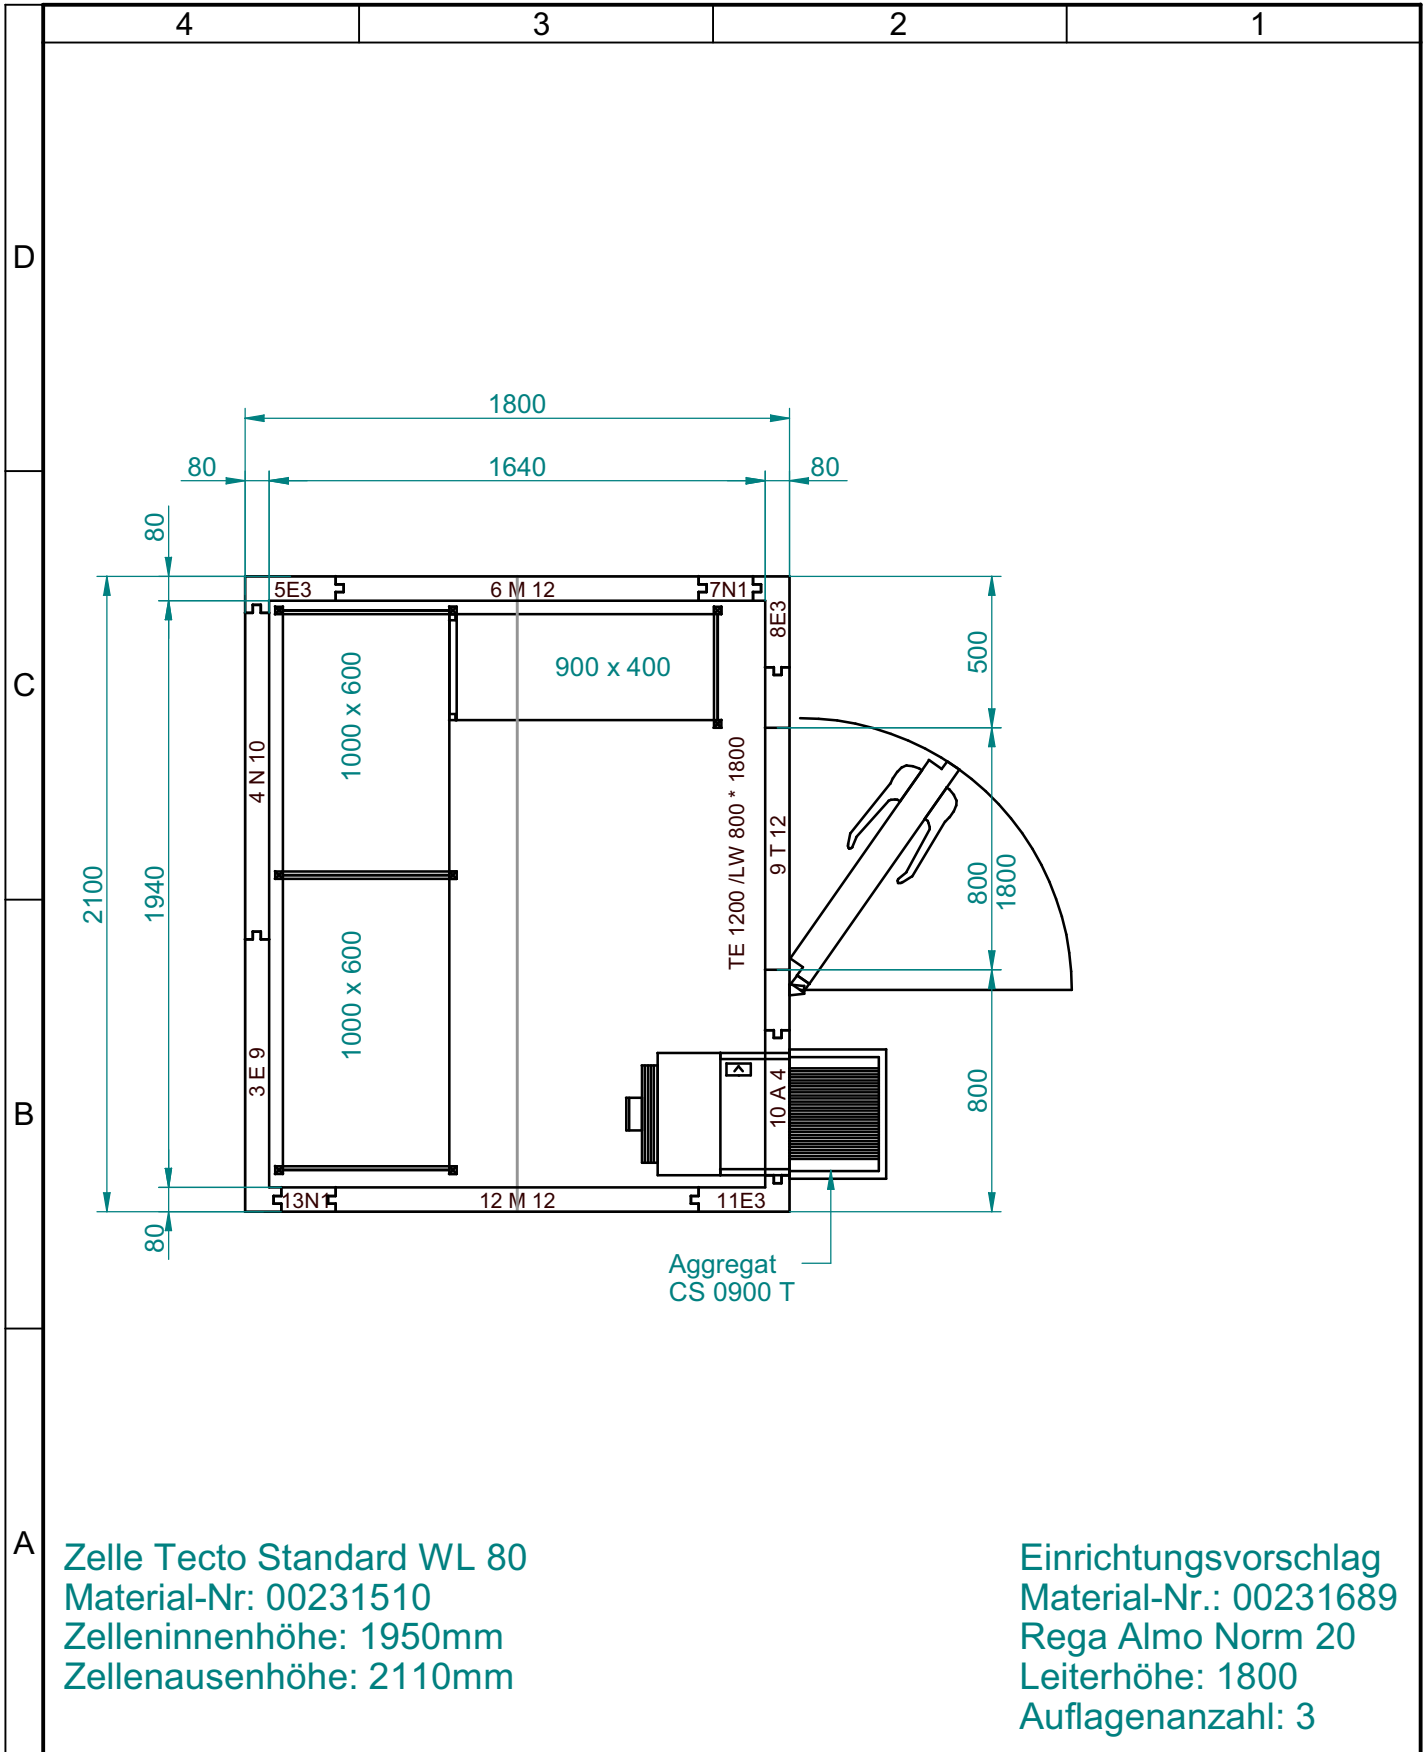 4 3 2 1
D
1800
80 1640 80
80
5E3 6 M 12 7N1
8E3
500
C
1000 x 600
900 x 400
4 N 10
TE 1200 /LW 800 * 1800
9 T 12
800
1800
2100
1940
1000 x 600
3 E 9
10 A 4
800
B
13N1 12 M 12 11E3
80
Aggregat
CS 0900 T
A
Zelle Tecto Standard WL 80
Material-Nr: 00231510
Zelleninnenhöhe: 1950mm
Zellenausenhöhe: 2110mm
Einrichtungsvorschlag
Material-Nr.: 00231689
Rega Almo Norm 20
Leiterhöhe: 1800
Auflagenanzahl: 3